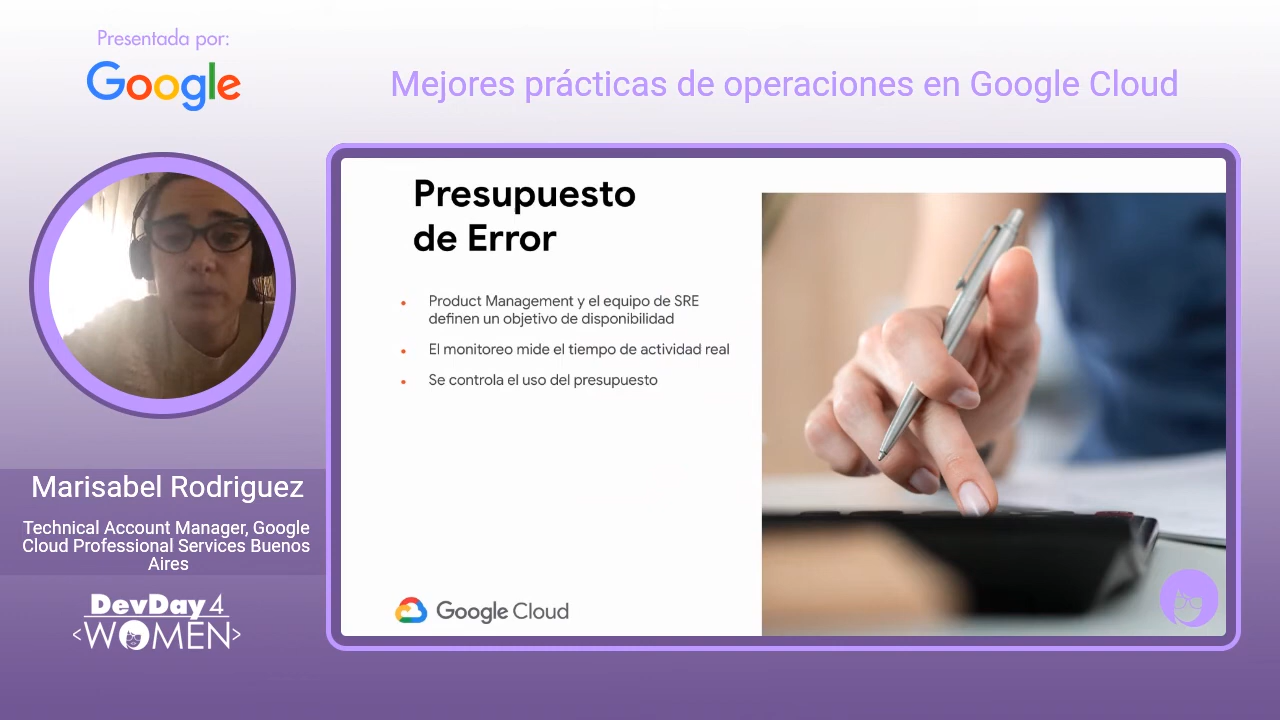 Presentada por:
Google
Mejores prácticas de operaciones en Google Cloud
Presupuesto
de Error
• Product Management y el equipo de SRE
definen un objetivo de disponibilidad
• El monitoreo mide el tiempo de actividad real
• Se controla el uso del presupuesto
Google Cloud
Marisabel Rodriguez
Technical Account Manager, Google
Cloud Professional Services Buenos
Aires
DevDay 4
<WOMEN>